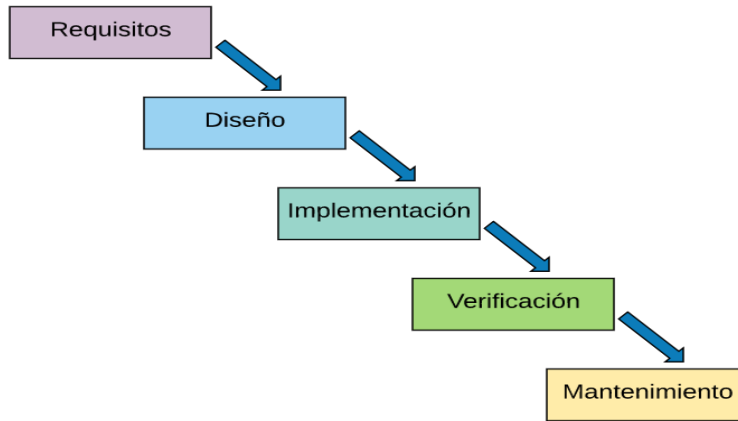 Requisitos
Diseño
Implementación
Verificación
Mantenimiento